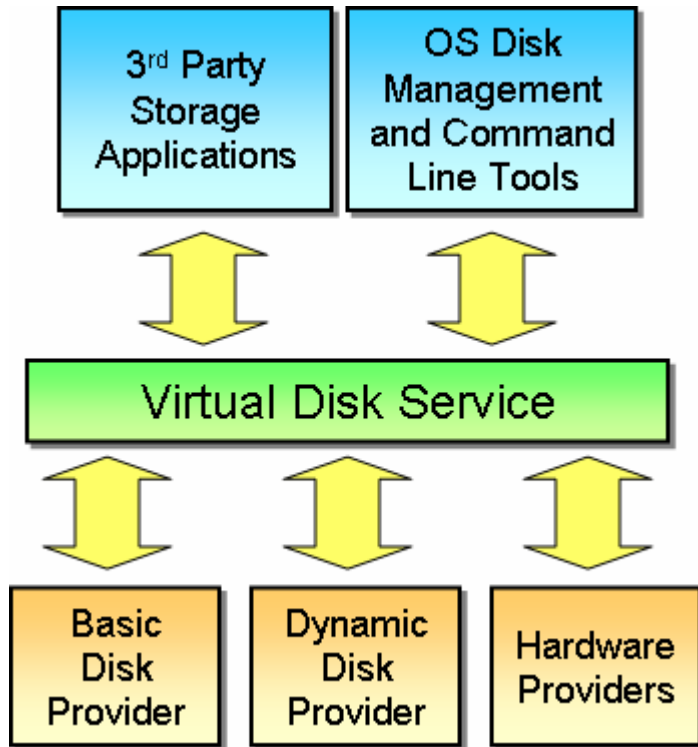 3rd Party
Storage
Applications
OS Disk
Management
and Command
Line Tools
Virtual Disk Service
Basic
Disk
Provider
Dynamic
Disk
Provider
Hardware
Providers